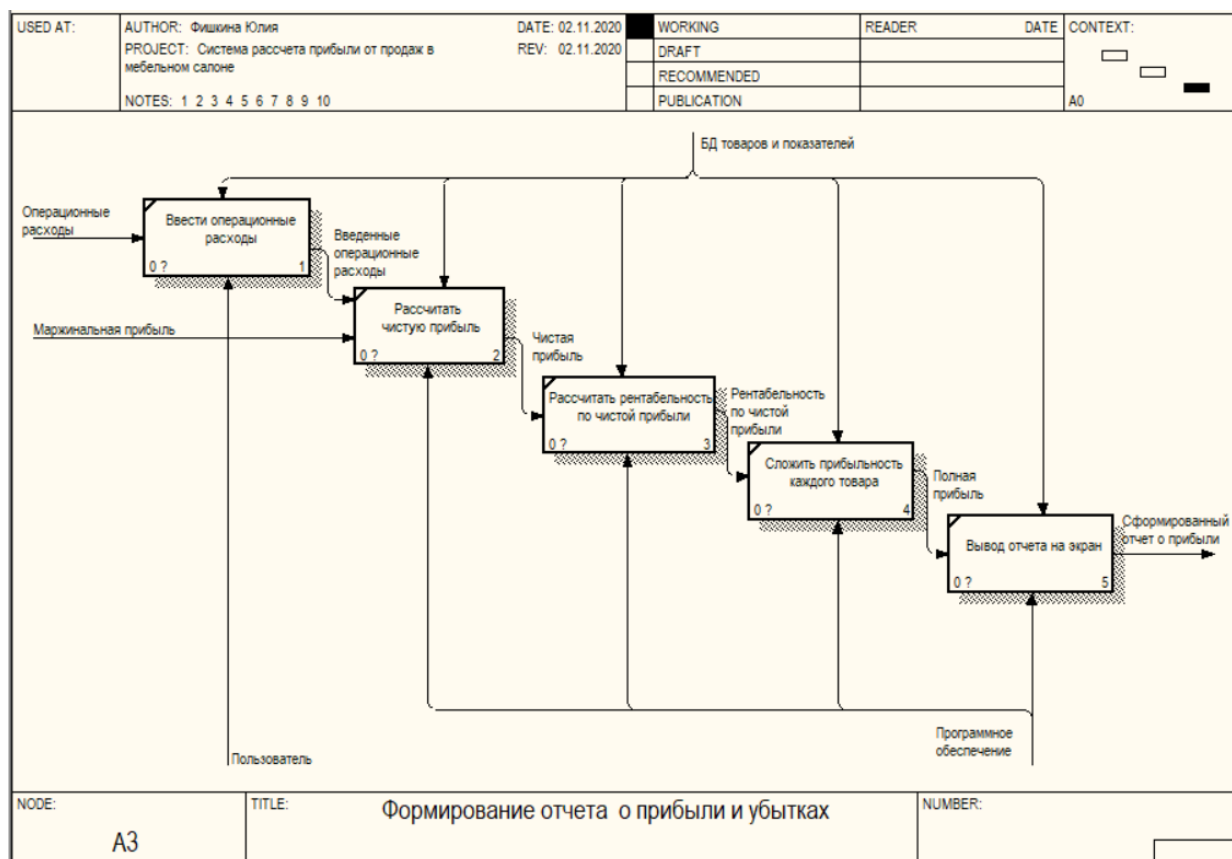 USED AT:
AUTHOR: Фишкина Юлия
DATE: 02.11.2020
PROJECT: Система рассчета прибыли от продаж в
мебельном салоне
REV: 02.11.2020
NOTES: 1 2 3 4 5 6 7 8 9 10
WORKING
DRAFT
RECOMMENDED
PUBLICATION
READER
DATE
CONTEXT:
A0
БД товаров и показателей
Операционные
расходы
Ввести операционные
расходы
0 ?
1
Введенные
операционные
расходы
Маржинальная прибыль
Рассчитать
чистую прибыль
0 ?
2
Чистая
прибыль
Рассчитать рентабельность
по чистой прибыли
0 ?
3
Рентабельность
по чистой
прибыли
Сложить прибыльность
каждого товара
0 ?
4
Полная
прибыль
Вывод отчета на экран
0 ?
5
Сформированный
отчет о прибыли
Программное
обеспечение
Пользователь
NODE:
A3
TITLE:
Формирование отчета о прибыли и убытках
NUMBER: